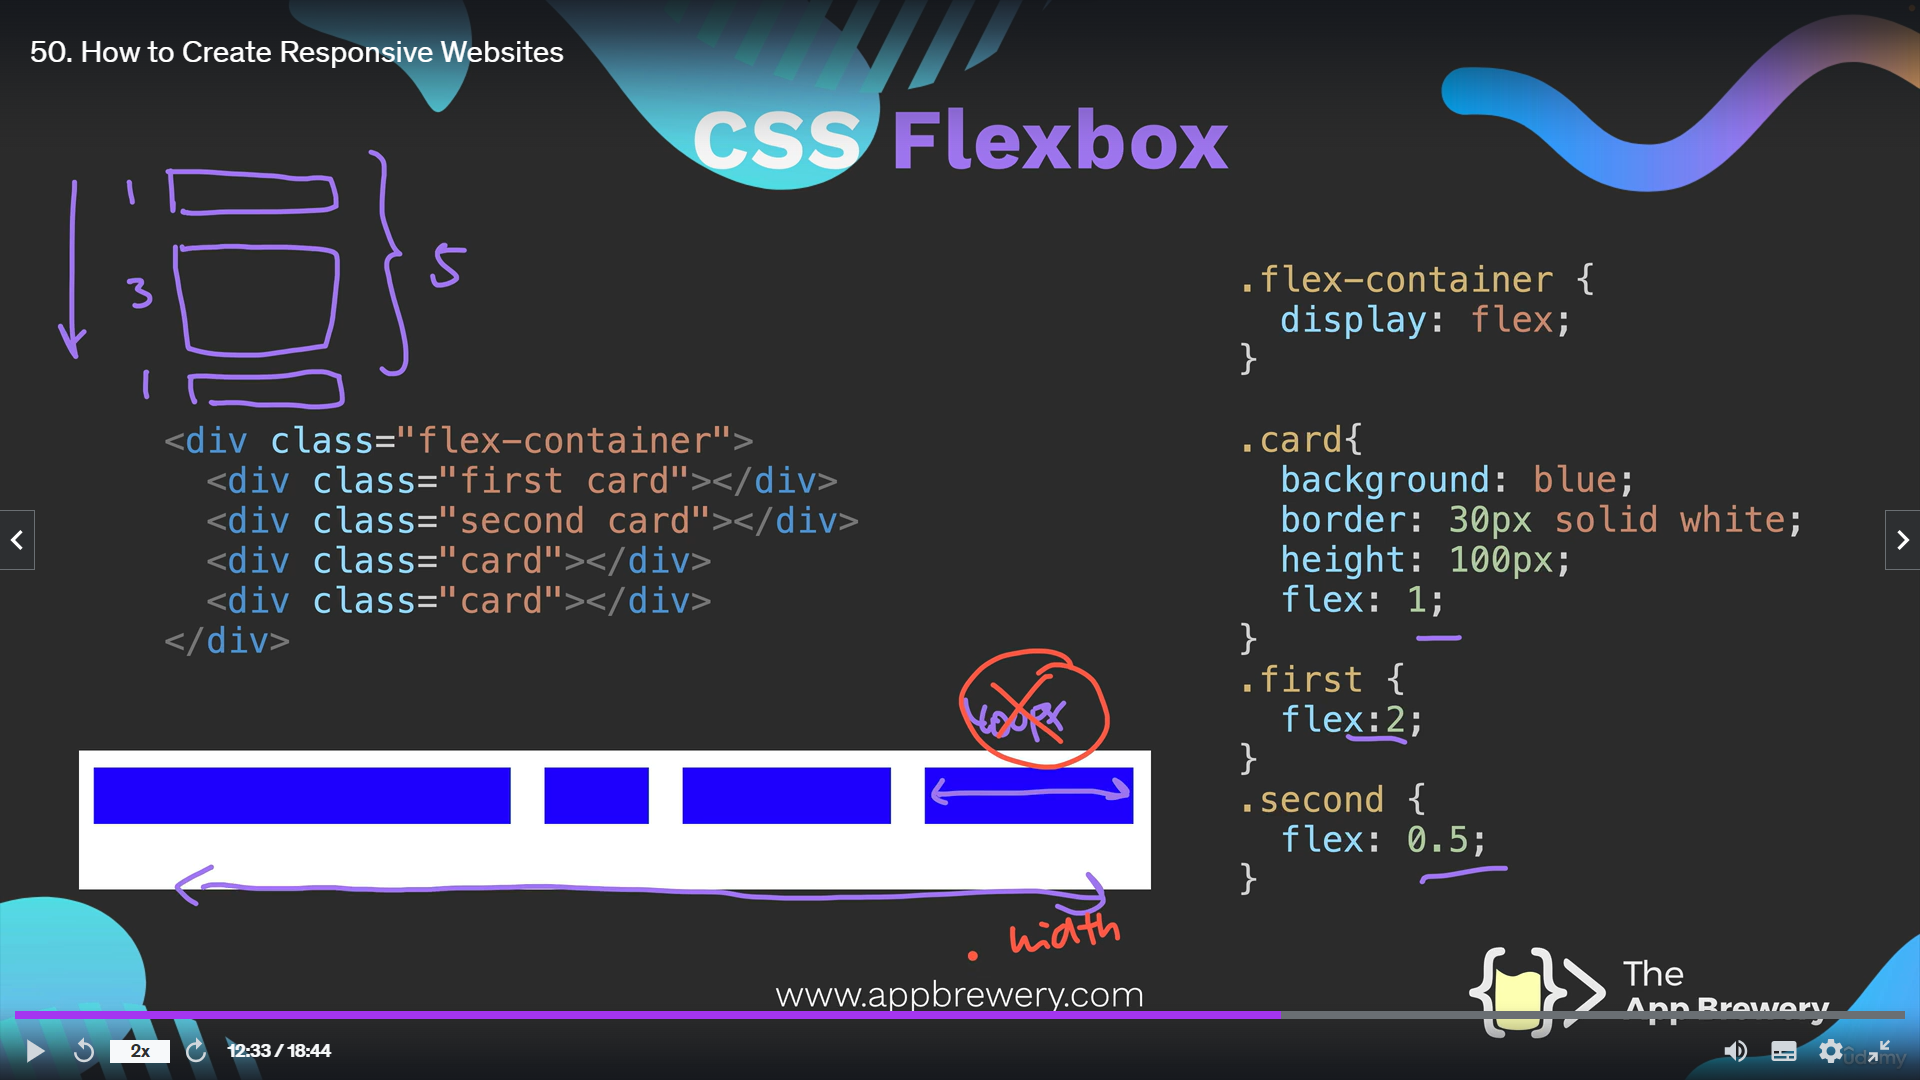 50. How to Create Responsive Websites
CSS Flexbox
1
3
1
5
<div class="flex-container">
  <div class="first card"></div>
  <div class="second card"></div>
  <div class="card"></div>
  <div class="card"></div>
</div>
.flex-container {
  display: flex;
}
.card{
  background: blue;
  border: 30px solid white;
  height: 100px;
  flex: 1;
}
.first {
  flex:2;
}
.second {
  flex: 0.5;
}
width
www.appbrewery.com
The
App Brewery
2x
12:33 / 18:44
ûdemy